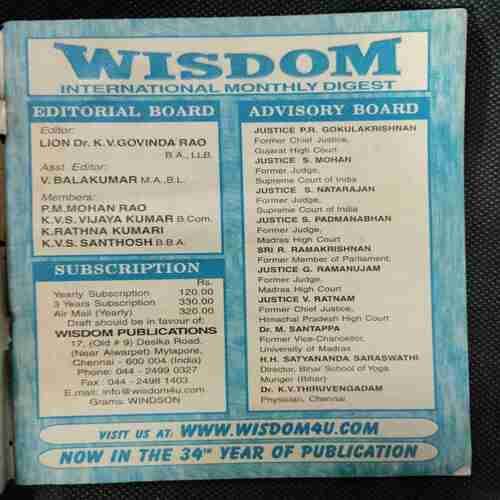 WISDOM
INTERNATIONAL MONTHLY DIGEST
EDITORIAL BOARD
Editor:
LION Dr. K.V.GOVINDA RAO
B.A., LL.B.
Asst. Editor:
V. BALAKUMAR M.A., B.L.
Members:
P.M.MOHAN RAO
K.V.S. VIJAYA KUMAR B.Com.
K.RATHNA KUMARI
K.V.S. SANTHOSH B.B.A.
SUBSCRIPTION
Rs.
Yearly Subscription 120.00
3 Years Subscription 330.00
Air Mail (Yearly) 320.00
Draft should be in favour of:
WISDOM PUBLICATIONS
17, (Old # 9) Desika Road,
(Near Alwarpet) Mylapore,
Chennai - 600 004 (India)
Phone: 044 - 2499 0327
Fax : 044 - 2498 1403
E.mail: info@wisdom4u.com
Grams: WINDSON
ADVISORY BOARD
JUSTICE P.R. GOKULAKRISHNAN
Former Chief Justice,
Gujarat High Court
JUSTICE S. MOHAN
Former Judge,
Supreme Court of India
JUSTICE S. NATARAJAN
Former Judge,
Supreme Court of India
JUSTICE S. PADMANABHAN
Former Judge,
Madras High Court
SRI R. RAMAKRISHNAN
Former Member of Parliament,
JUSTICE G. RAMANUJAM
Former Judge,
Madras High Court
JUSTICE V. RATNAM
Former Chief Justice,
Himachal Pradesh High Court
Dr. M. SANTAPPA
Former Vice-Chancellor,
University of Madras
H.H. SATYANANDA SARASWATHI
Director, Bihar School of Yoga,
Munger (Bihar)
Dr. K.V.THIRUVENGADAM
Physician, Chennai
VISIT US AT: WWW.WISDOM4U.COM
NOW IN THE 34TH YEAR OF PUBLICATION